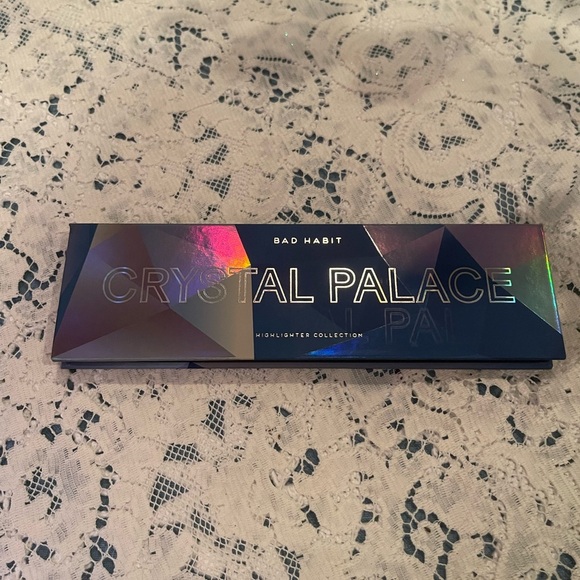 BAD HABIT
CRYSTAL PALACE
HIGHLIGHTER COLLECTION